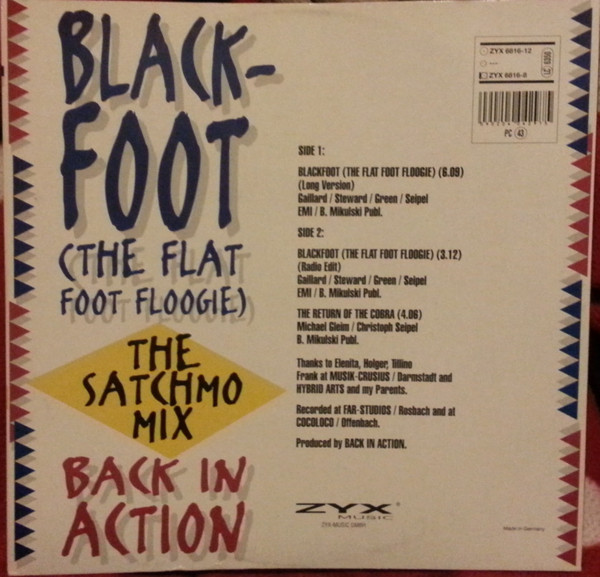 BLACK-
FOOT
(THE FLAT
FOOT FLOOGIE)
THE
SATCHMO
MIX
BACK IN
ACTION
ZYX 6816-12
ZYX 6816-8
PC 43
SIDE 1:
BLACKFOOT (THE FLAT FOOT FLOOGIE) (6.09)
(Long Version)
Gaillard / Steward / Green / Seipel
EMI / B. Mikulski Publ.
SIDE 2:
BLACKFOOT (THE FLAT FOOT FLOOGIE) (3.12)
(Radio Edit)
Gaillard / Steward / Green / Seipel
EMI / B. Mikulski Publ.
THE RETURN OF THE COBRA (4.06)
Michael Gleim / Christoph Seipel
B. Mikulski Publ.
Thanks to Elenita, Holger, Tillino
Frank at MUSIK-CRUSIUS / Darmstadt and
HYBRID ARTS and my Parents.
Recorded at FAR-STUDIOS / Rosbach and at
COCOLOCO / Offenbach.
Produced by BACK IN ACTION.
ZYX®
MUSIC
ZYX-MUSIC GMBH
Made in Germany